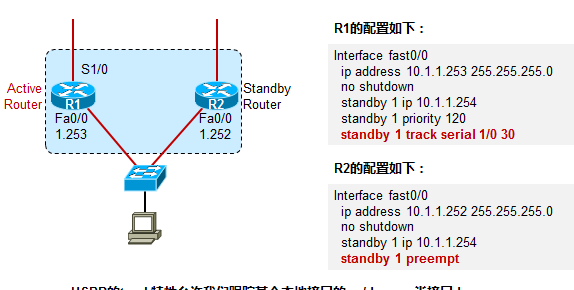 S1/0
Active
Router
R1
R2
Standby
Router
Fa0/0
1.253
Fa0/0
1.252
R1的配置如下：
Interface fast0/0
ip address 10.1.1.253 255.255.255.0
no shutdown
standby 1 ip 10.1.1.254
standby 1 priority 120
standby 1 track serial 1/0 30
R2的配置如下：
Interface fast0/0
ip address 10.1.1.252 255.255.255.0
no shutdown
standby 1 ip 10.1.1.254
standby 1 preempt